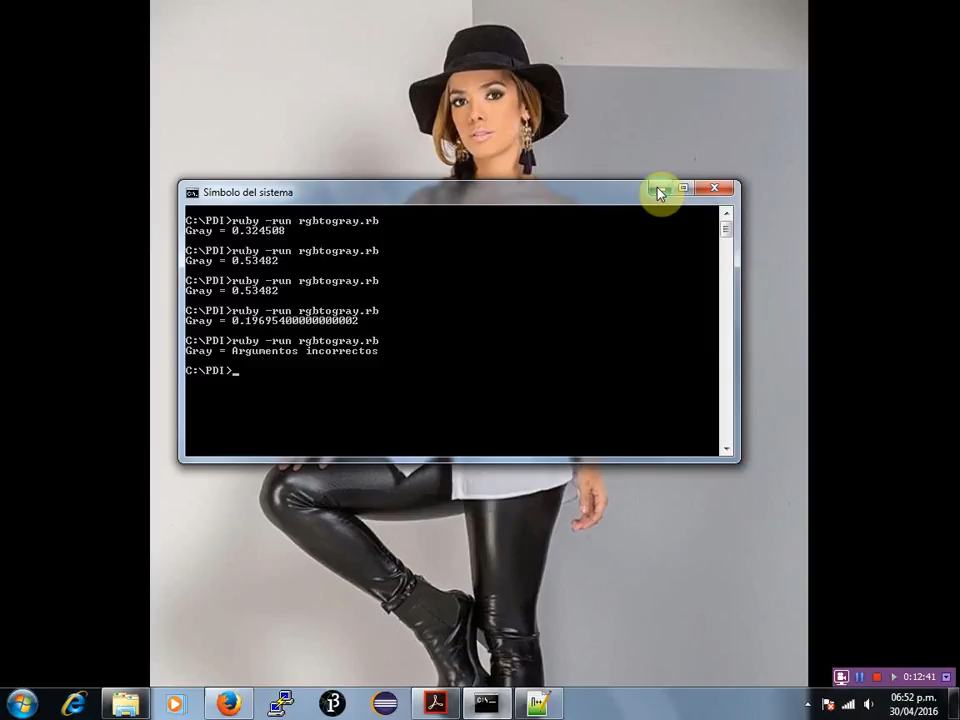 Símbolo del sistema
C:\PDI>ruby -run rgbtogray.rb
Gray = 0.324508
C:\PDI>ruby -run rgbtogray.rb
Gray = 0.53482
C:\PDI>ruby -run rgbtogray.rb
Gray = 0.53482
C:\PDI>ruby -run rgbtogray.rb
Gray = 0.19695400000000002
C:\PDI>ruby -run rgbtogray.rb
Gray = Argumentos incorrectos
C:\PDI>_
0:12:41
06:52 p.m.
30/04/2016